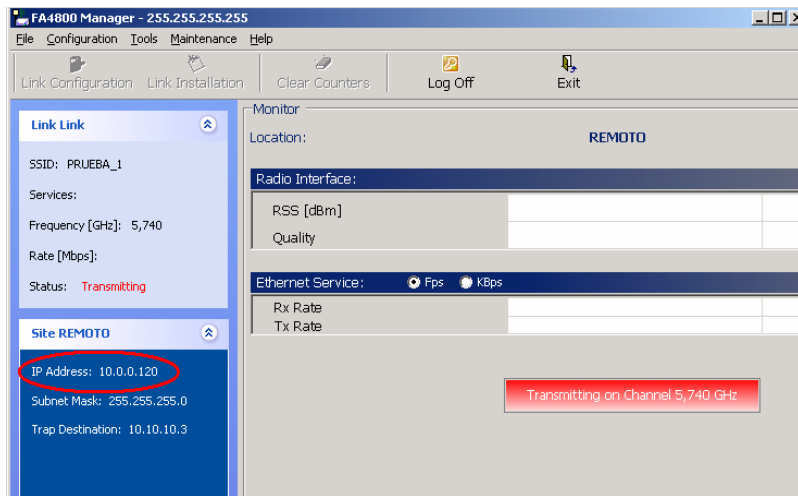 FA4800 Manager - 255.255.255.255
File Configuration Tools Maintenance Help
Link Configuration Link Installation Clear Counters Log Off Exit
Link Link
SSID: PRUEBA_1
Services:
Frequency [GHz]: 5,740
Rate [Mbps]:
Status: Transmitting
Site REMOTO
IP Address: 10.0.0.120
Subnet Mask: 255.255.255.0
Trap Destination: 10.10.10.3
Monitor
Location: REMOTO
Radio Interface:
RSS [dBm]
Quality
Ethernet Service: Fps KBps
Rx Rate
Tx Rate
Transmitting on Channel 5,740 GHz